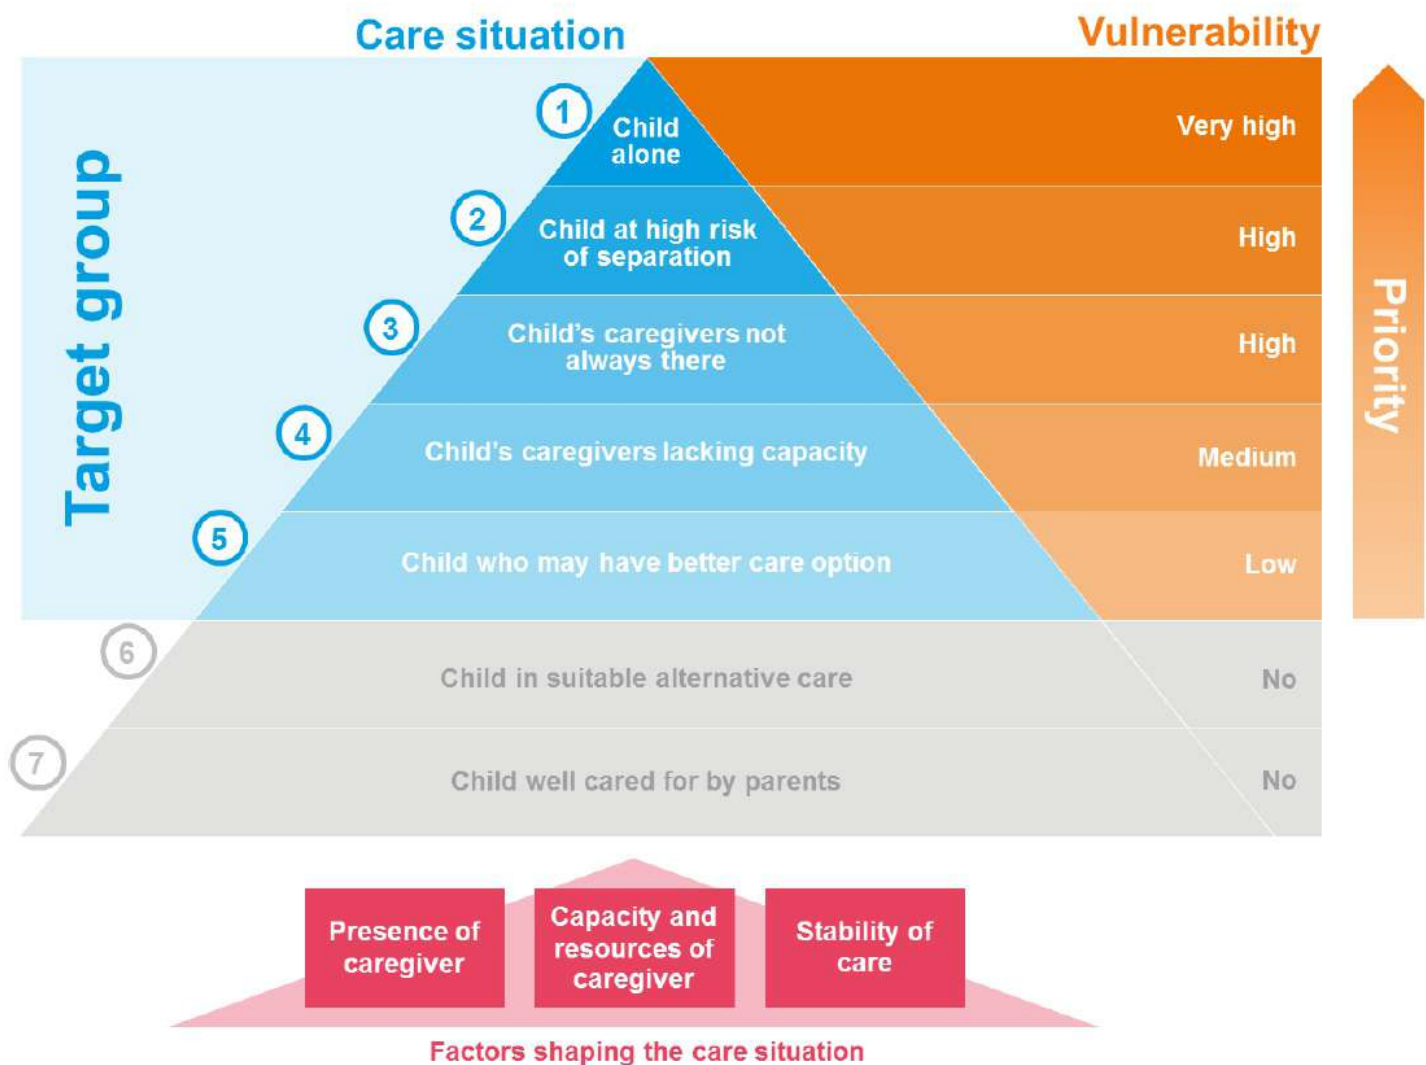 Care situation
Vulnerability
Target group
Priority
1
Child
alone
Very high
2
Child at high risk
of separation
High
3
Child’s caregivers not
always there
High
4
Child’s caregivers lacking capacity
Medium
5
Child who may have better care option
Low
6
Child in suitable alternative care
No
7
Child well cared for by parents
No
Presence of
caregiver
Capacity and
resources of
caregiver
Stability of
care
Factors shaping the care situation